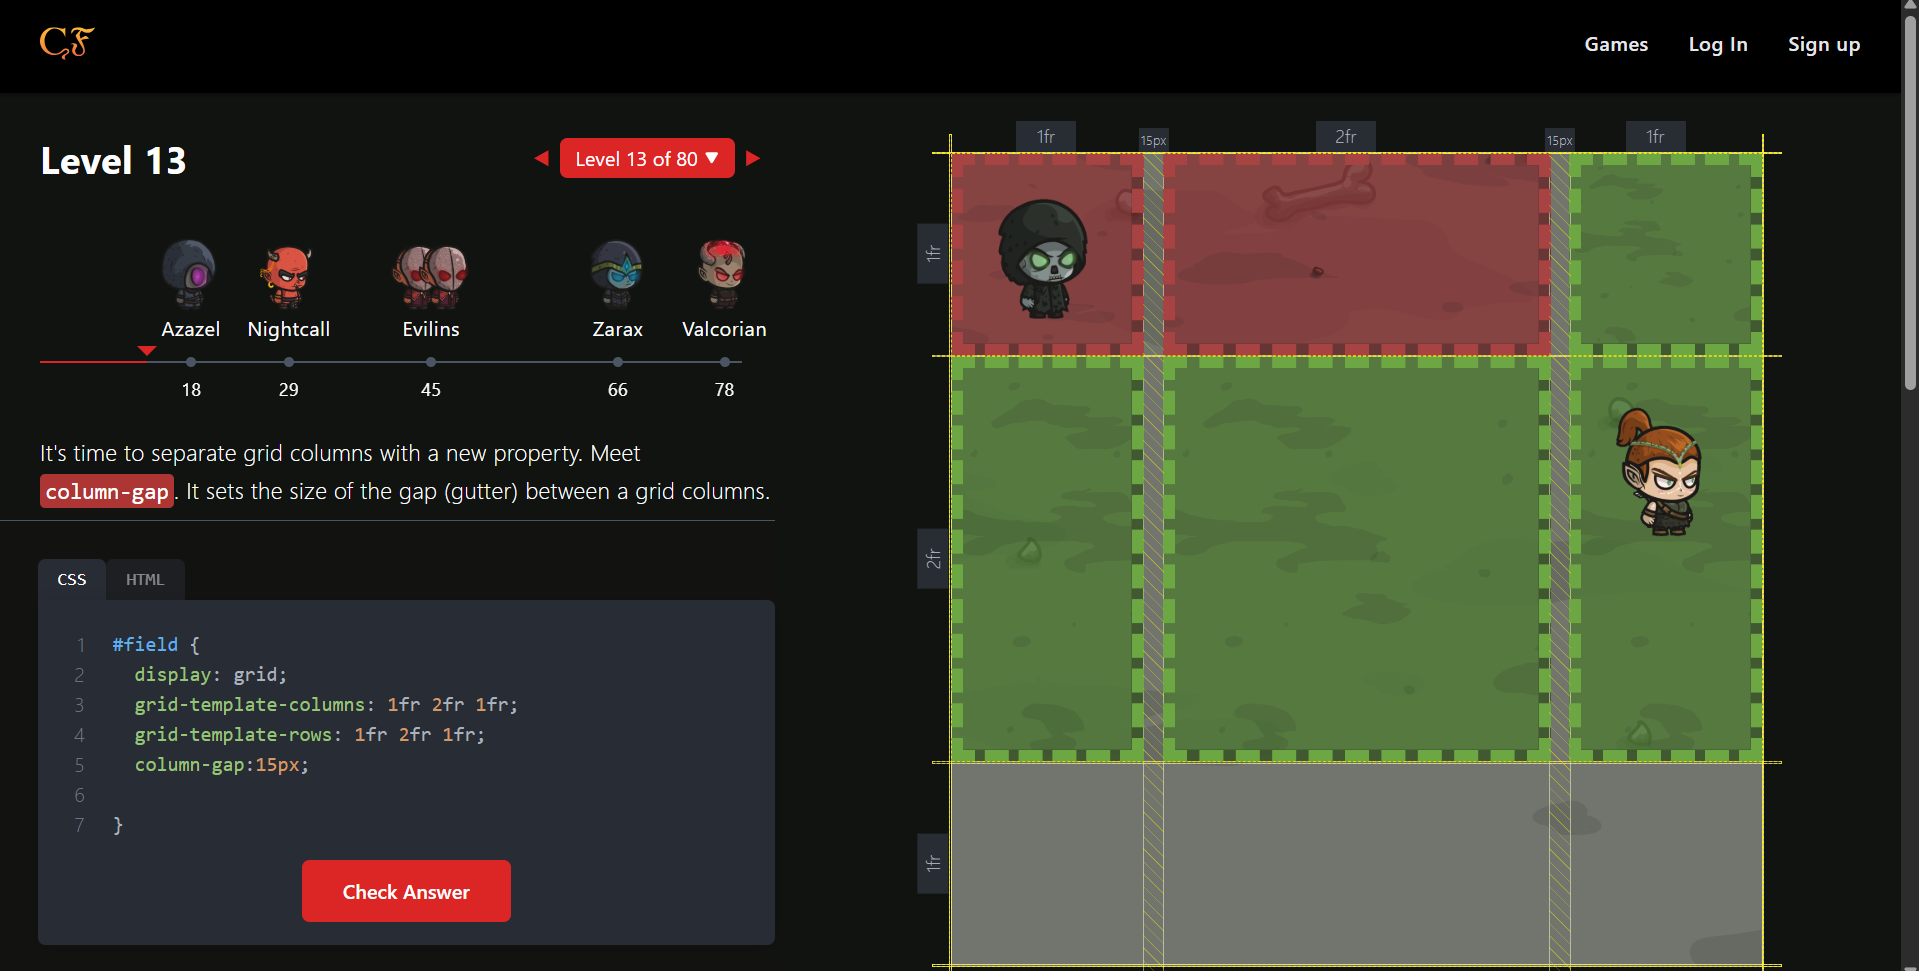 CF
Games Log In Sign up
Level 13
Level 13 of 80 ▼
Azazel Nightcall Evilins Zarax Valcorian
18 29 45 66 78
It's time to separate grid columns with a new property. Meet
column-gap. It sets the size of the gap (gutter) between a grid columns.
CSS HTML
1 #field {
2 display: grid;
3 grid-template-columns: 1fr 2fr 1fr;
4 grid-template-rows: 1fr 2fr 1fr;
5 column-gap:15px;
6
7 }
Check Answer
1fr 15px 2fr 15px 1fr
1fr
2fr
1fr